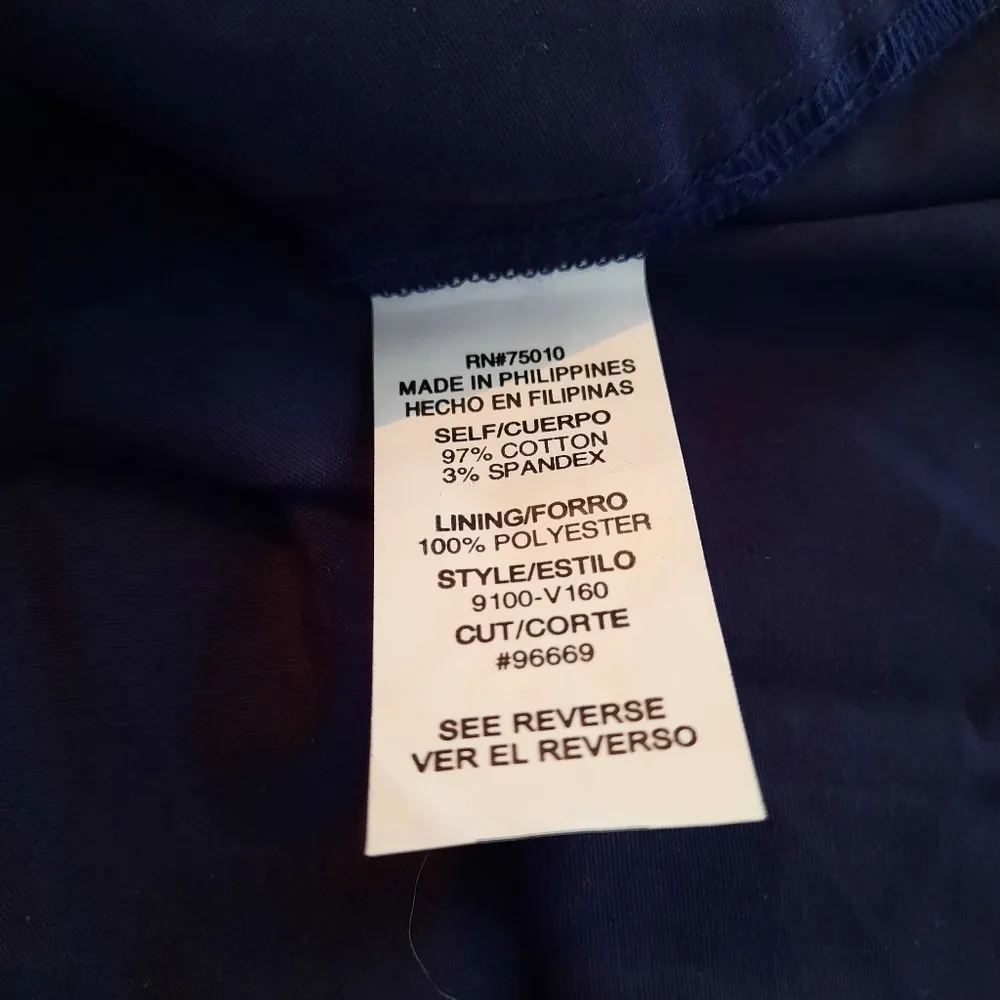 RN#75010
MADE IN PHILIPPINES
HECHO EN FILIPINAS
SELF/CUERPO
97% COTTON
3% SPANDEX
LINING/FORRO
100% POLYESTER
STYLE/ESTILO
9100-V160
CUT/CORTE
#96669
SEE REVERSE
VER EL REVERSO